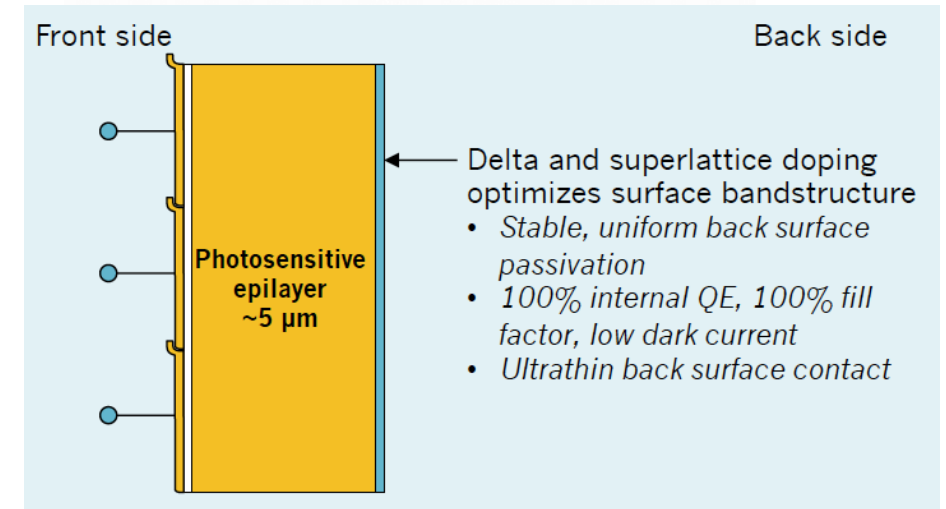 Front side
Back side
Delta and superlattice doping
optimizes surface bandstructure
• Stable, uniform back surface
passivation
• 100% internal QE, 100% fill
factor, low dark current
• Ultrathin back surface contact
Photosensitive
epilayer
~5 µm